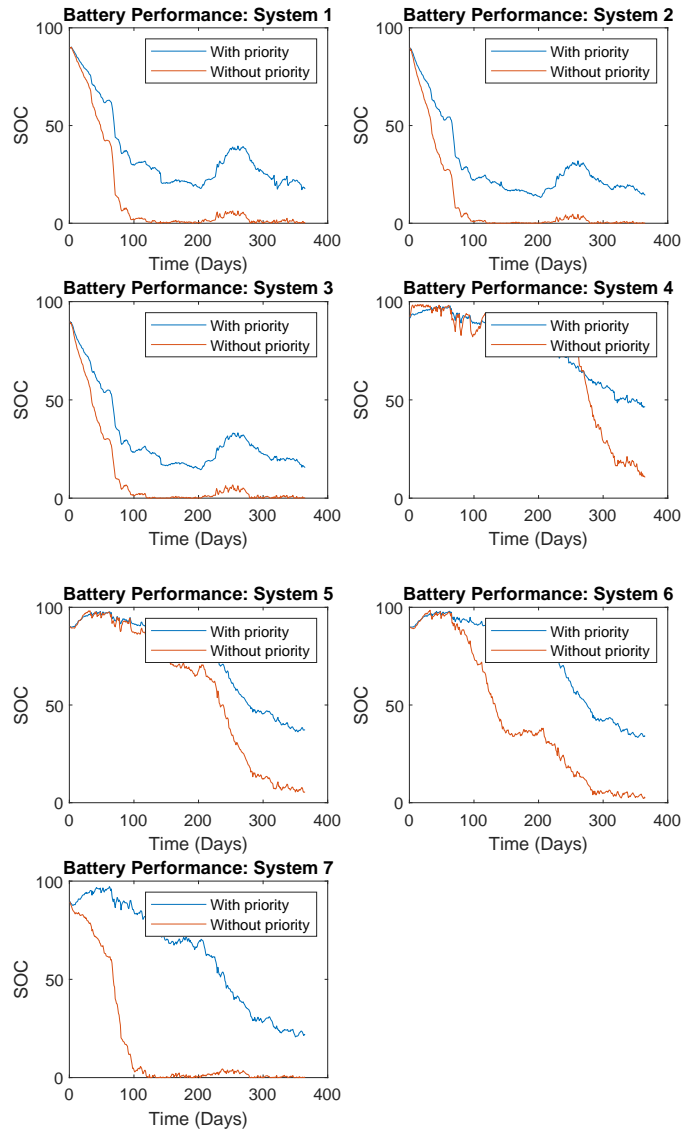 Battery Performance: System 1
100
50
0
SOC
With priority
Without priority
0 100 200 300 400
Time (Days)
Battery Performance: System 2
100
50
0
SOC
With priority
Without priority
0 100 200 300 400
Time (Days)
Battery Performance: System 3
100
50
0
SOC
With priority
Without priority
0 100 200 300 400
Time (Days)
Battery Performance: System 4
100
50
0
SOC
With priority
Without priority
0 100 200 300 400
Time (Days)
Battery Performance: System 5
100
50
0
SOC
With priority
Without priority
0 100 200 300 400
Time (Days)
Battery Performance: System 6
100
50
0
SOC
With priority
Without priority
0 100 200 300 400
Time (Days)
Battery Performance: System 7
100
50
0
SOC
With priority
Without priority
0 100 200 300 400
Time (Days)